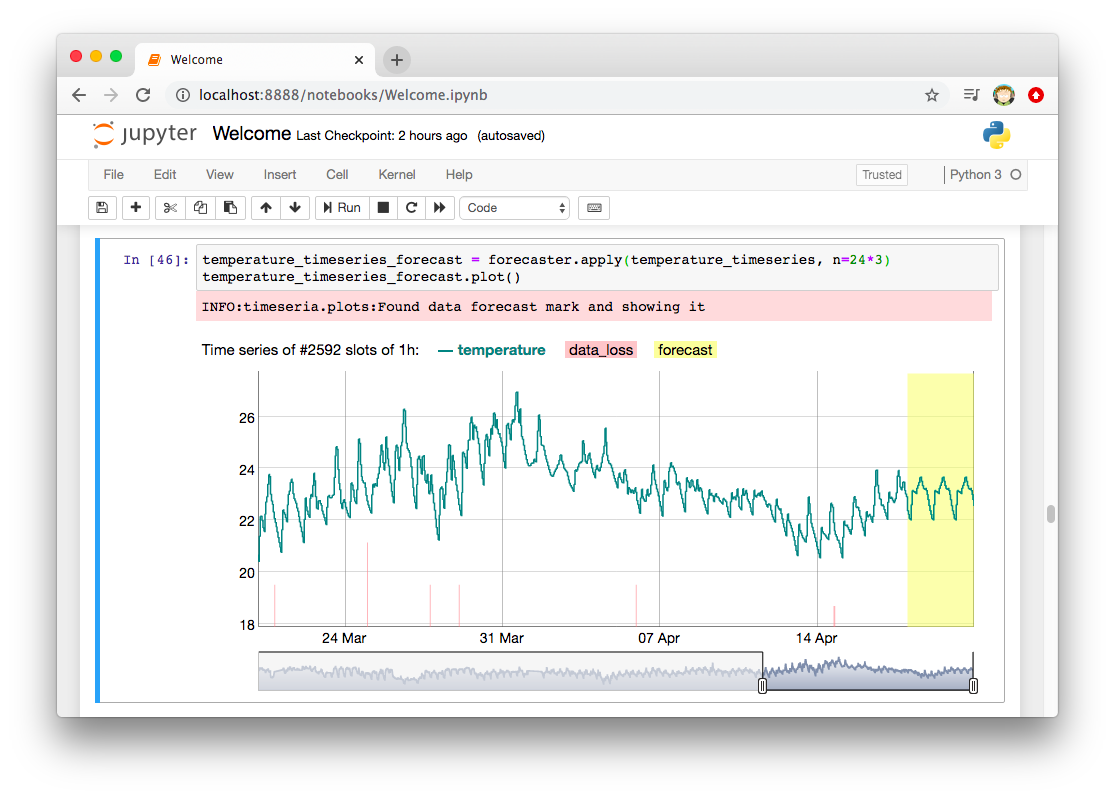 Welcome
localhost:8888/notebooks/Welcome.ipynb
jupyter Welcome Last Checkpoint: 2 hours ago (autosaved)
File Edit View Insert Cell Kernel Help Trusted Python 3
Run Code
In [46]: temperature_timeseries_forecast = forecaster.apply(temperature_timeseries, n=24*3)
temperature_timeseries_forecast.plot()
INFO:timeseria.plots:Found data forecast mark and showing it
Time series of #2592 slots of 1h: temperature data_loss forecast
26
24
22
20
18
24 Mar 31 Mar 07 Apr 14 Apr